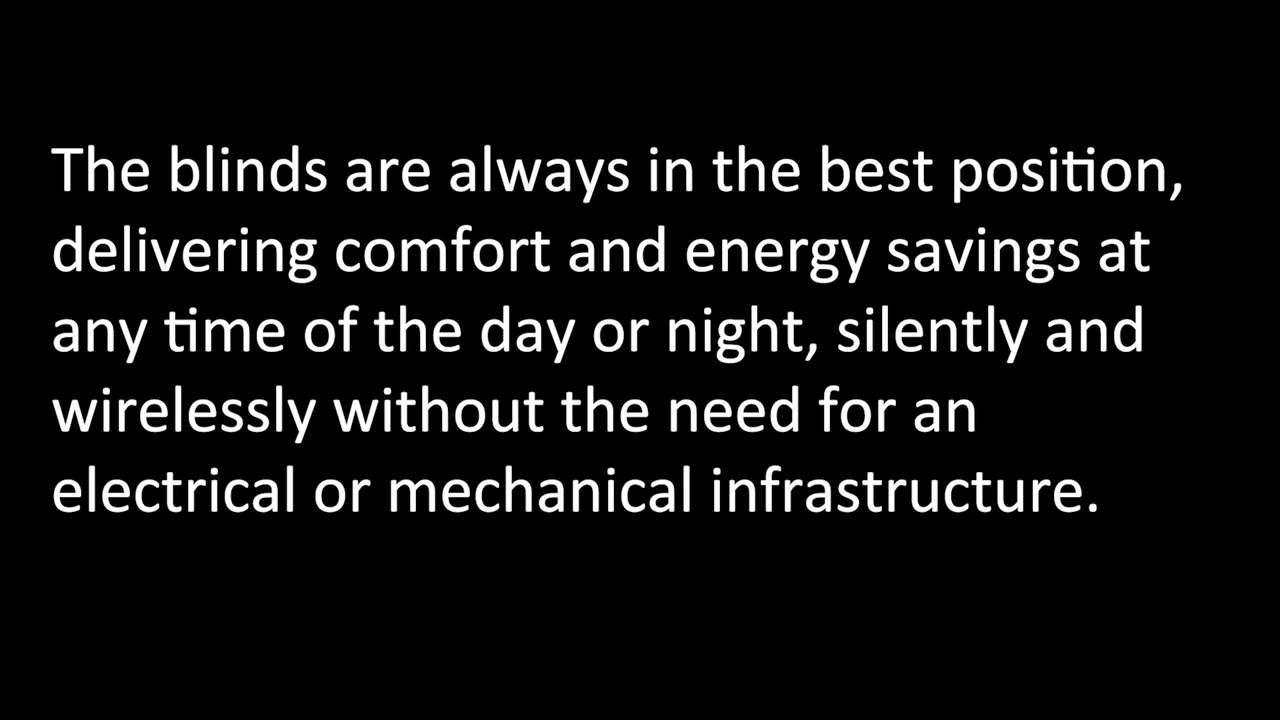 The blinds are always in the best position,
delivering comfort and energy savings at
any time of the day or night, silently and
wirelessly without the need for an
electrical or mechanical infrastructure.